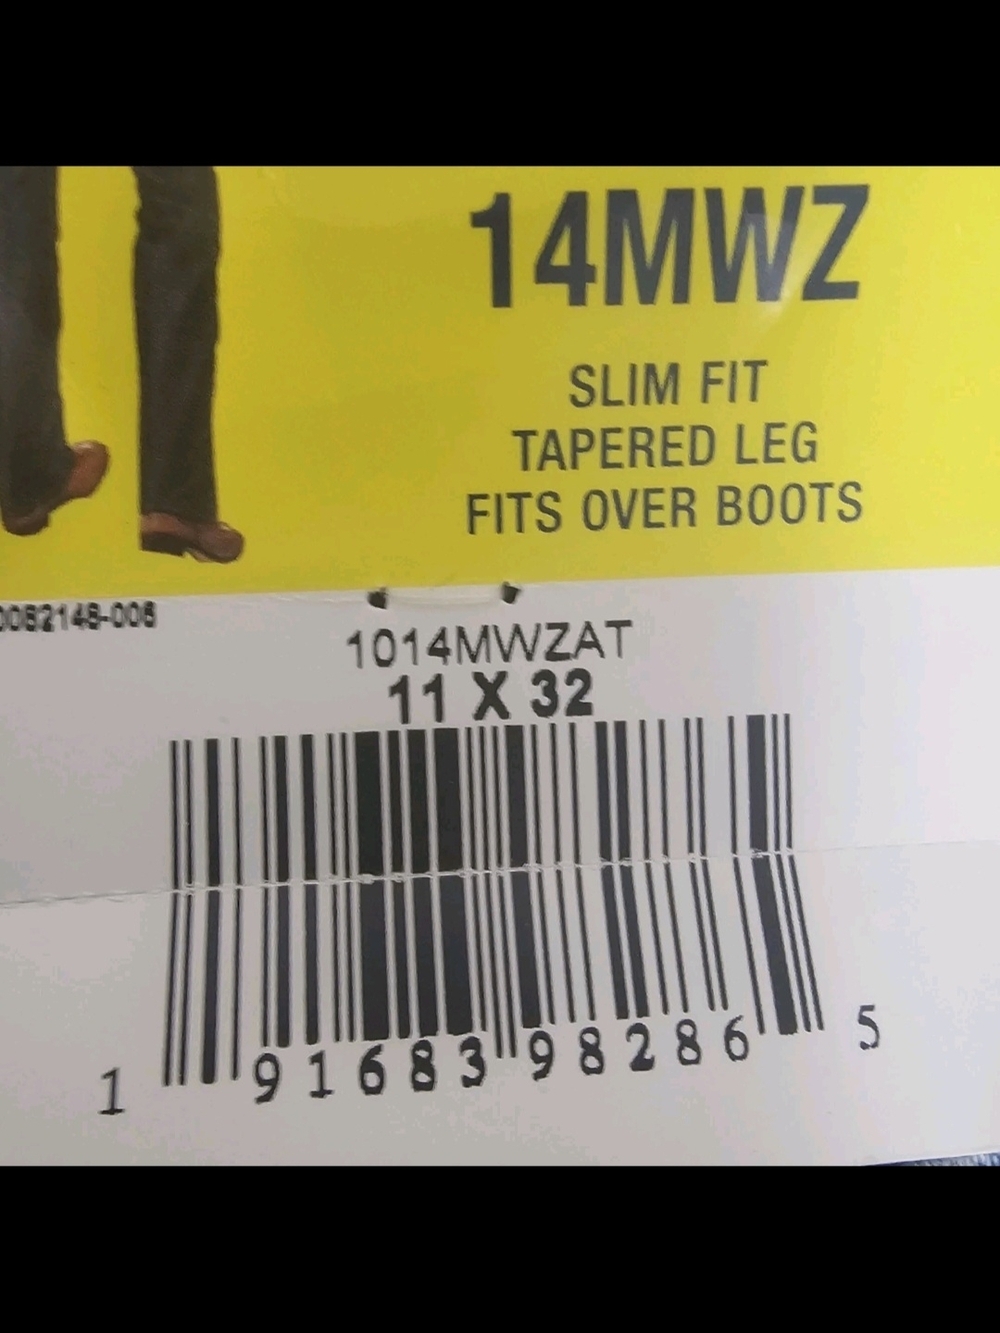 14MWZ
SLIM FIT
TAPERED LEG
FITS OVER BOOTS
1014MWZAT
11 X 32
1 91683 98286 5